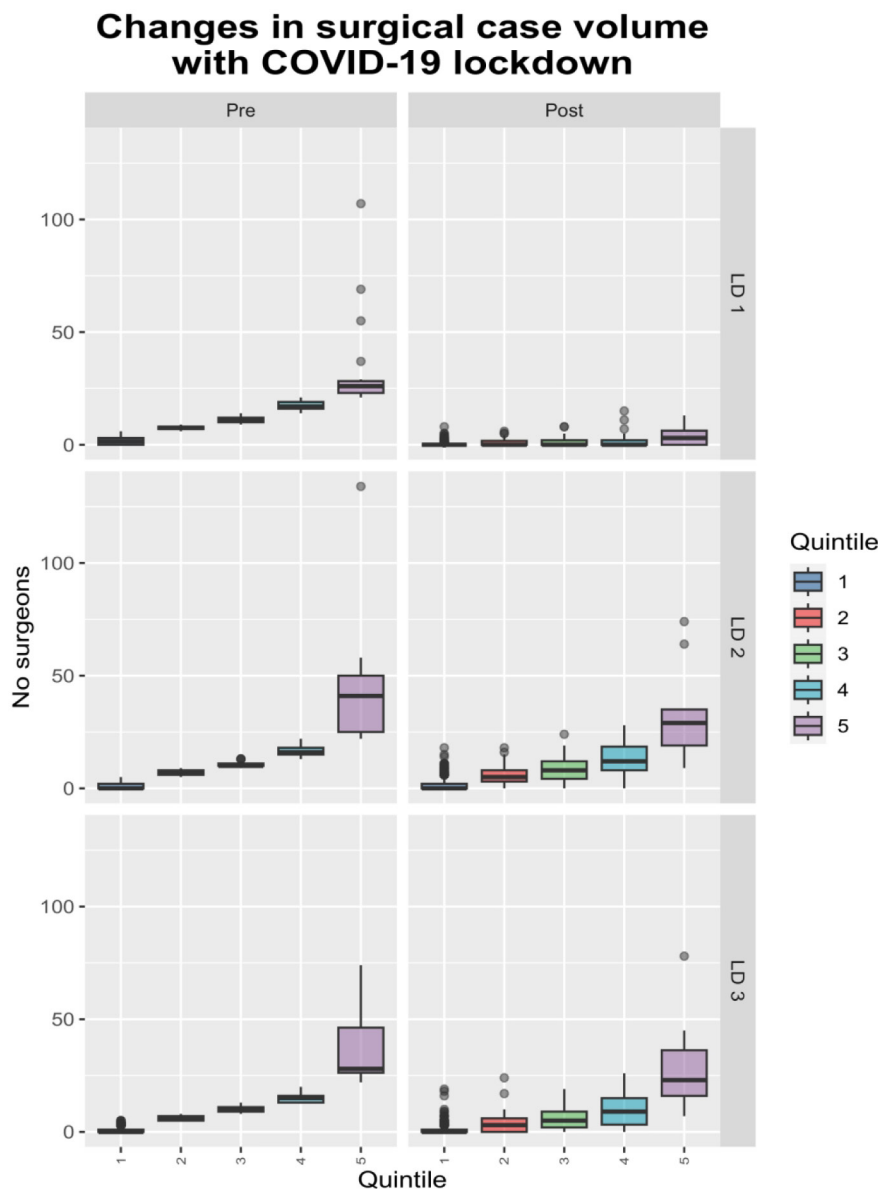 Changes in surgical case volume
with COVID-19 lockdown
Pre
Post
100
50
0
LD 1
100
50
0
LD 2
100
50
0
LD 3
No surgeons
1 2 3 4 5
1 2 3 4 5
Quintile
Quintile
1
2
3
4
5